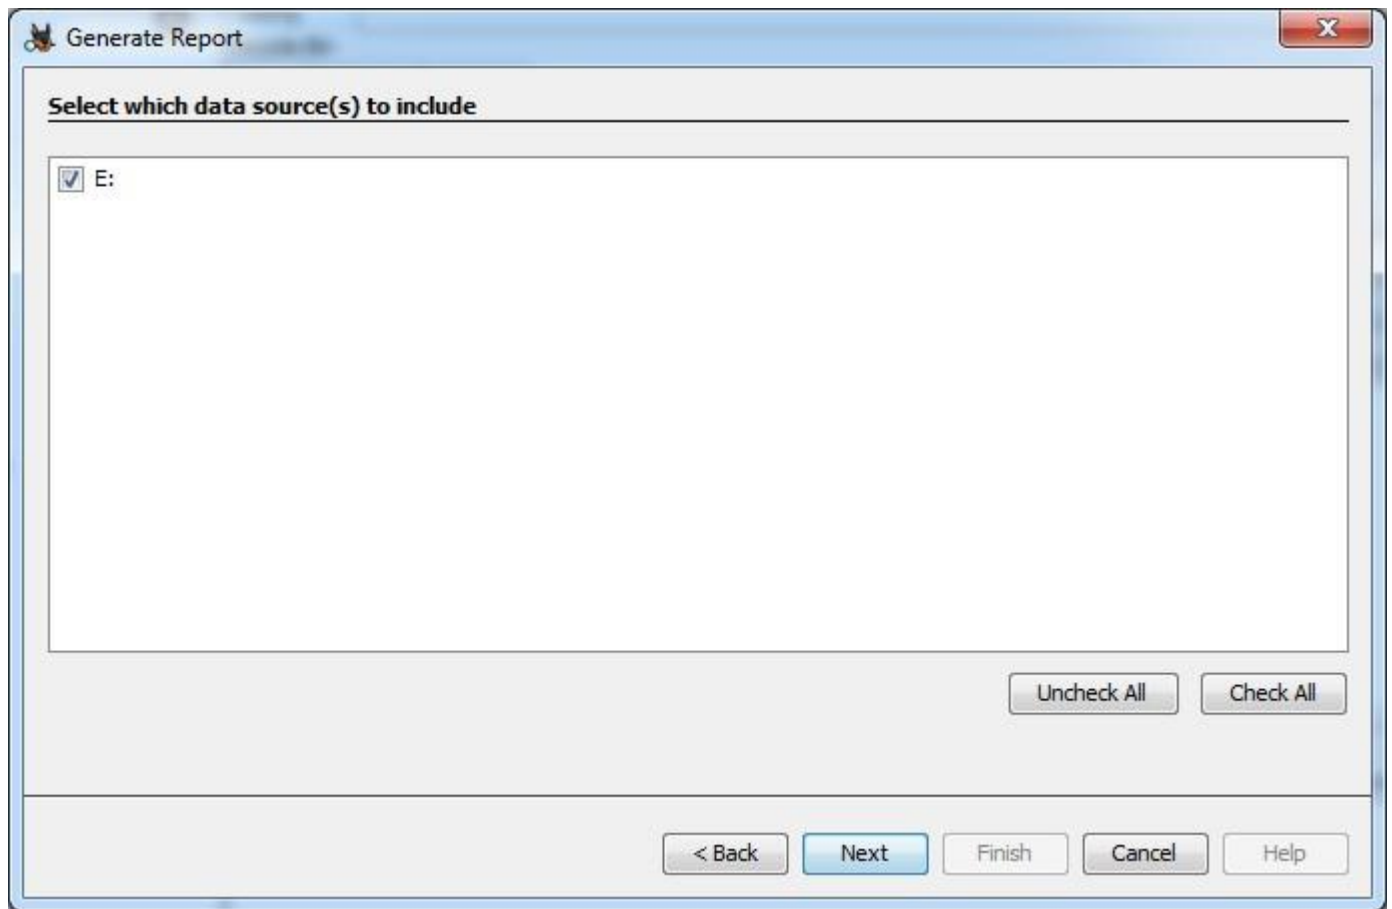 Generate Report
Select which data source(s) to include
E:
Uncheck All Check All
< Back Next Finish Cancel Help